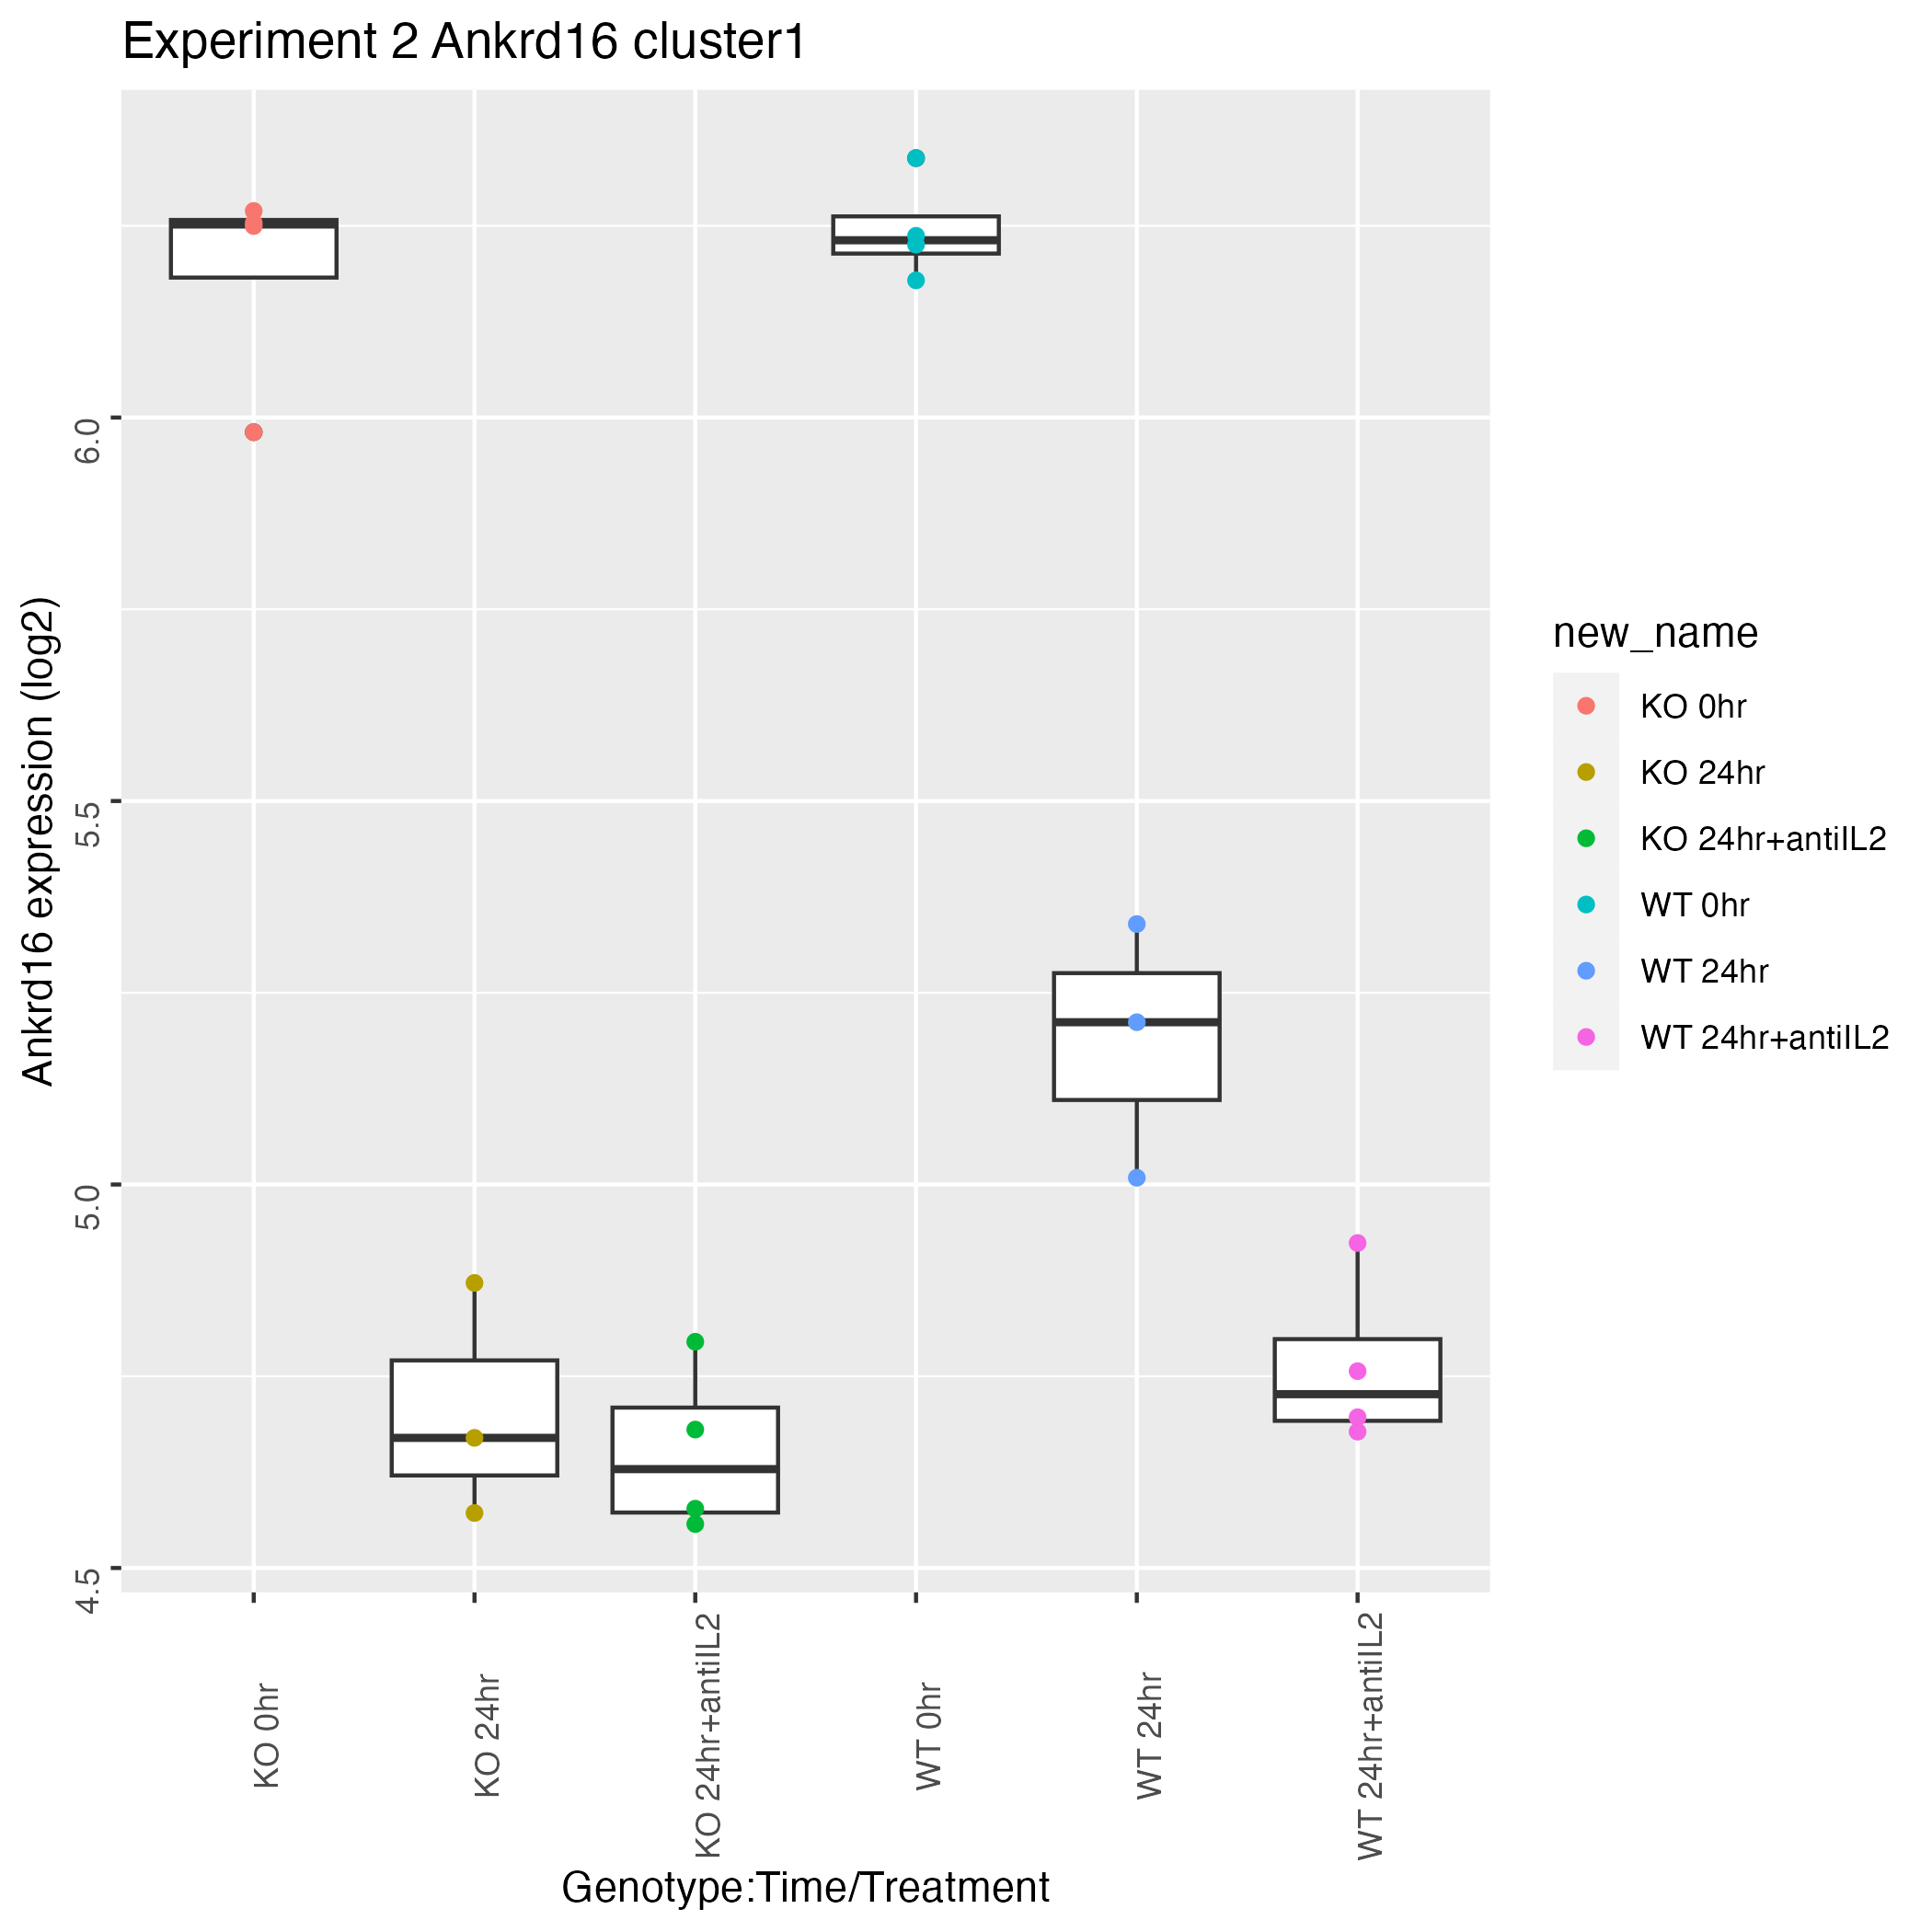 Experiment 2 Ankrd16 cluster1
Ankrd16 expression (log2)
6.0
5.5
5.0
4.5
KO 0hr
KO 24hr
KO 24hr+antiIL2
WT 0hr
WT 24hr
WT 24hr+antiIL2
Genotype:Time/Treatment
new_name
KO 0hr
KO 24hr
KO 24hr+antiIL2
WT 0hr
WT 24hr
WT 24hr+antiIL2